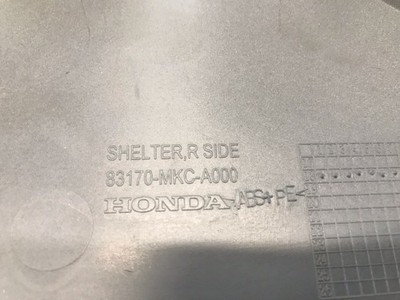 SHELTER,R SIDE
83170-MKC-A000
HONDA >ABS+PE<